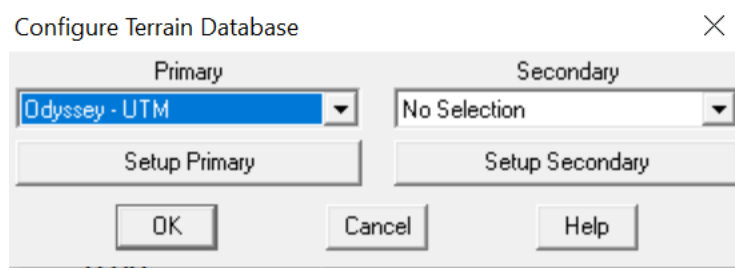 Configure Terrain Database
Primary
Secondary
Odyssey - UTM
No Selection
Setup Primary
Setup Secondary
OK
Cancel
Help